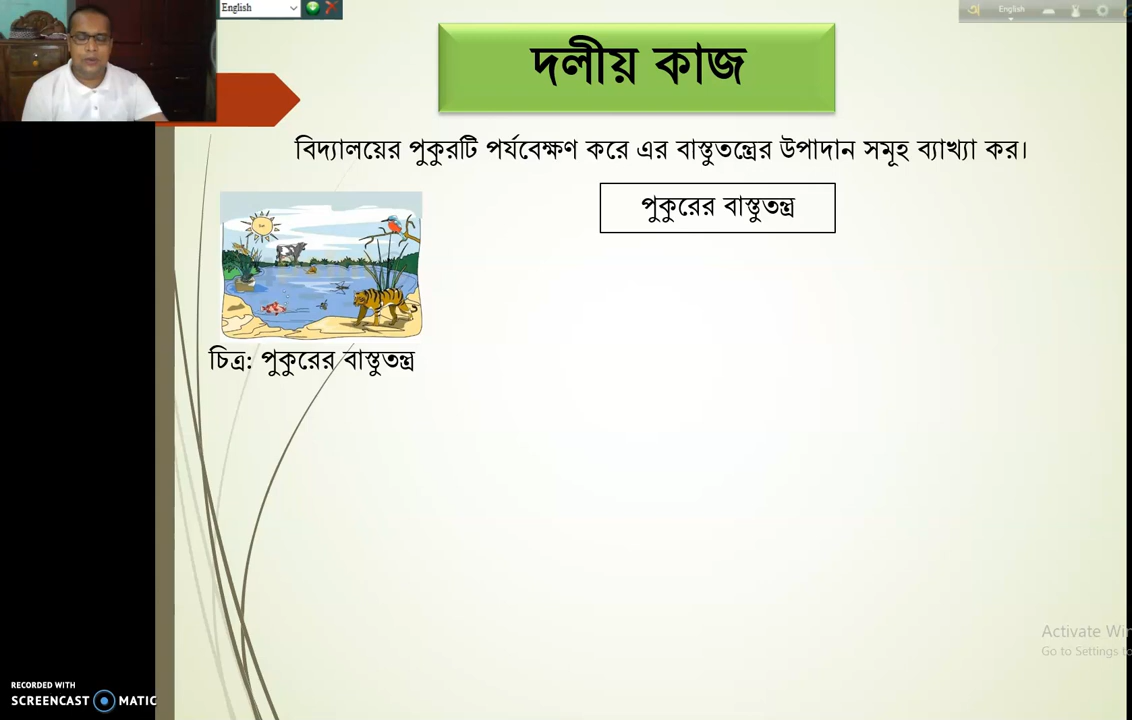 English
English
দলীয় কাজ
বিদ্যালয়ের পুকুরটি পর্যবেক্ষণ করে এর বাস্তুতন্ত্রের উপাদান সমূহ ব্যাখ্যা কর।
পুকুরের বাস্তুতন্ত্র
চিত্র: পুকুরের বাস্তুতন্ত্র
Activate Wi
Go to Settings t
RECORDED WITH
SCREENCAST MATIC